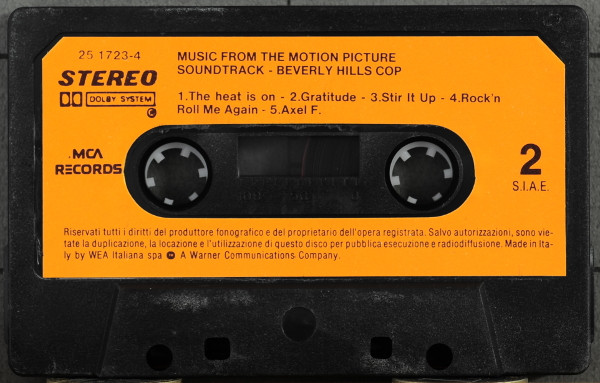 25 1723-4
MUSIC FROM THE MOTION PICTURE
SOUNDTRACK - BEVERLY HILLS COP
STEREO
DOLBY SYSTEM
1.The heat is on - 2.Gratitude - 3.Stir It Up - 4.Rock'n
Roll Me Again - 5.Axel F.
MCA
RECORDS
2
S.I.A.E.
Riservati tutti i diritti del produttore fonografico e del proprietario dell'opera registrata. Salvo autorizzazioni, sono vie-
tate la duplicazione, la locazione e l'utilizzazione di questo disco per pubblica esecuzione e radiodiffusione. Made in Ita-
ly by WEA Italiana spa A Warner Communications Company.